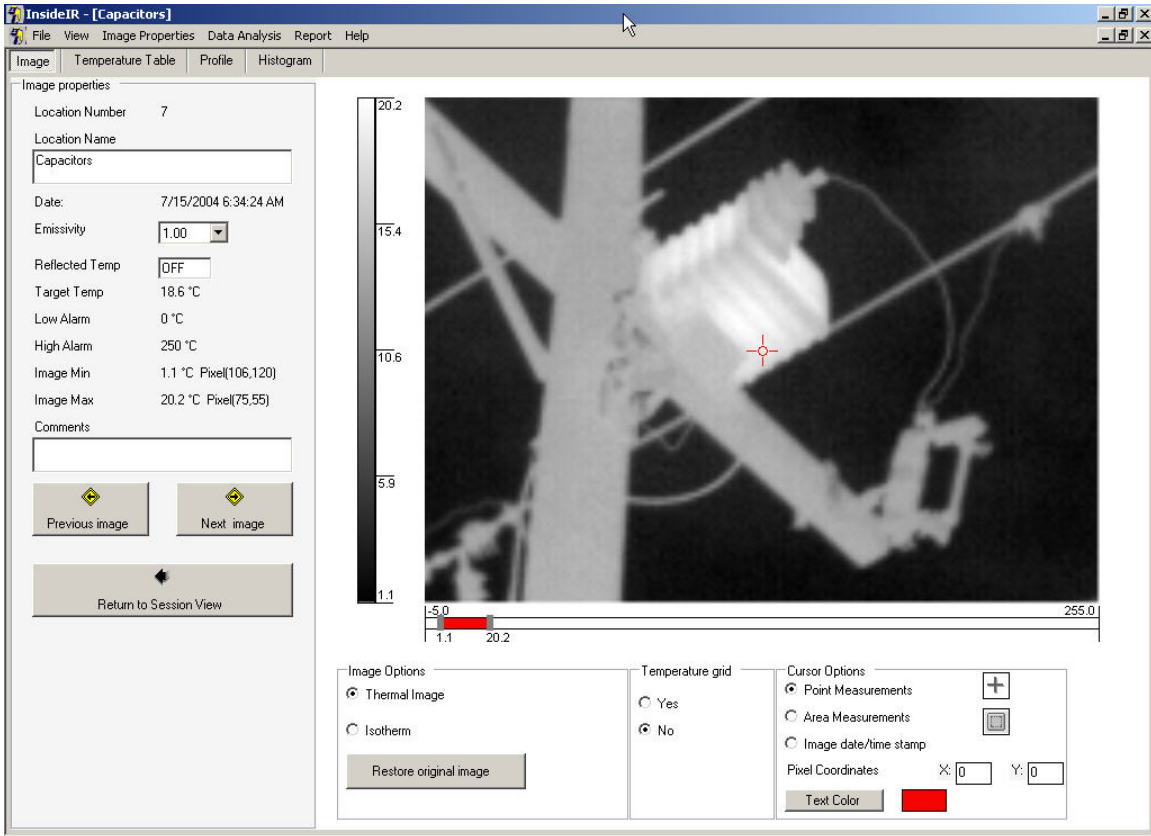 InsideIR - [Capacitors]
File View Image Properties Data Analysis Report Help
Image Temperature Table Profile Histogram
Image properties
Location Number 7
Location Name
Capacitors
Date: 7/15/2004 6:34:24 AM
Emissivity 1.00
Reflected Temp OFF
Target Temp 18.6 °C
Low Alarm 0 °C
High Alarm 250 °C
Image Min 1.1 °C Pixel(106,120)
Image Max 20.2 °C Pixel(75,55)
Comments
Previous image Next image
Return to Session View
20.2
15.4
10.6
5.9
1.1
-5.0 255.0
1.1 20.2
Image Options
Thermal Image
Isotherm
Restore original image
Temperature grid
Yes
No
Cursor Options
Point Measurements
Area Measurements
Image date/time stamp
Pixel Coordinates X: 0 Y: 0
Text Color